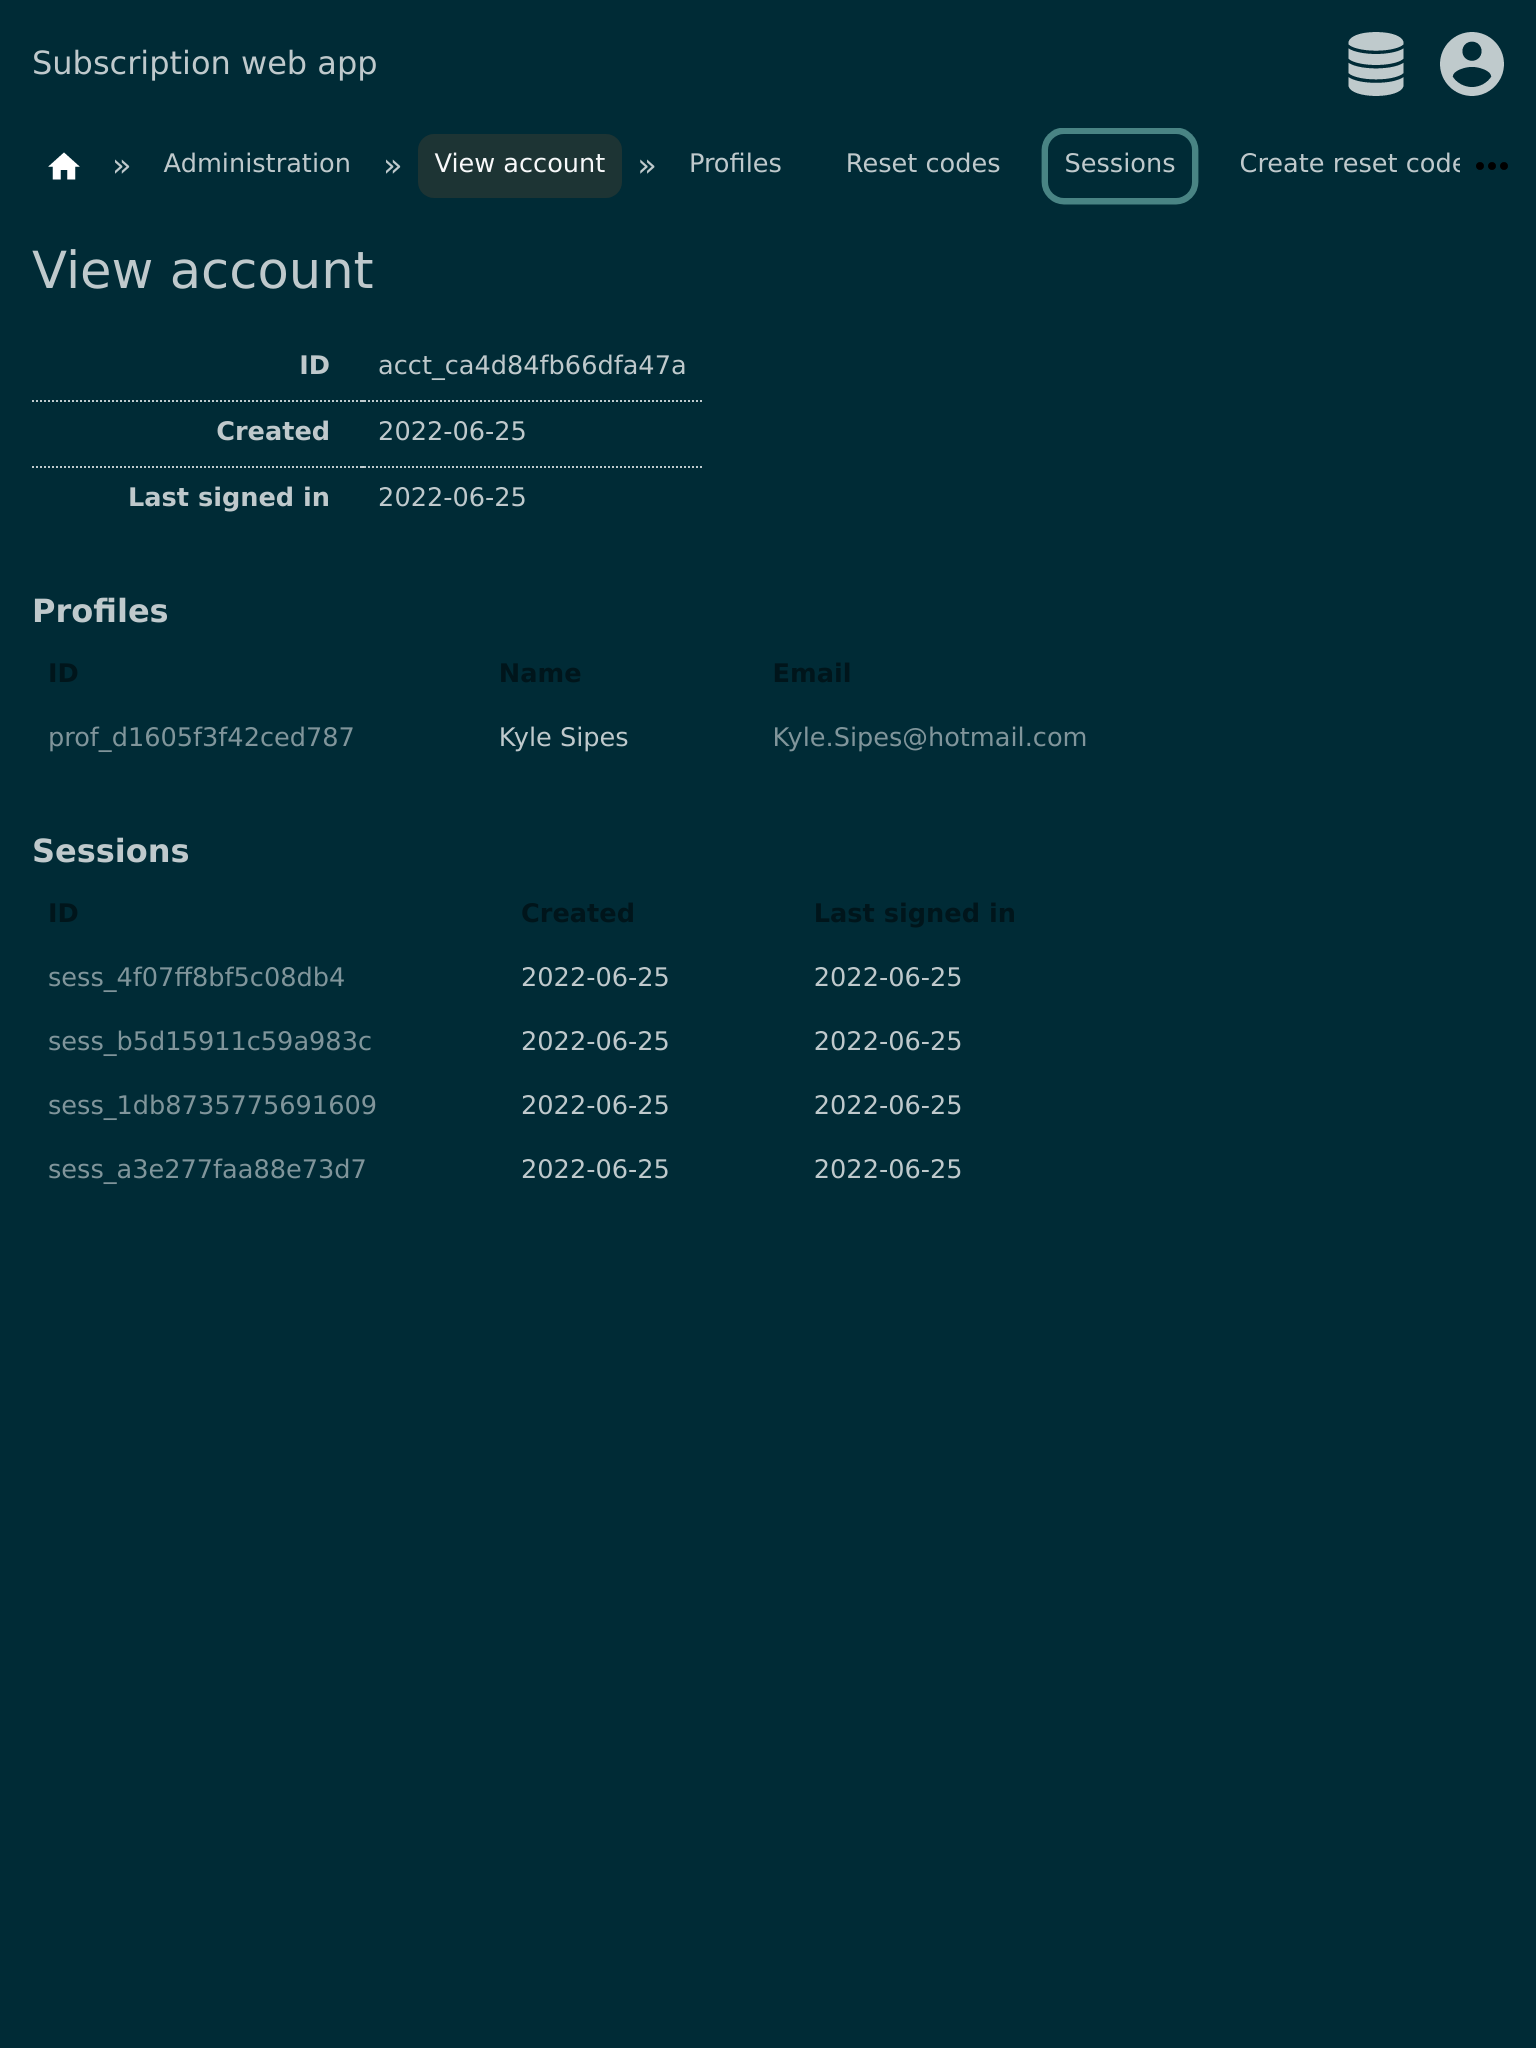 Subscription web app
» Administration » View account » Profiles Reset codes Sessions Create reset code •••
View account
ID acct_ca4d84fb66dfa47a
Created 2022-06-25
Last signed in 2022-06-25
Profiles
ID Name Email
prof_d1605f3f42ced787 Kyle Sipes Kyle.Sipes@hotmail.com
Sessions
ID Created Last signed in
sess_4f07ff8bf5c08db4 2022-06-25 2022-06-25
sess_b5d15911c59a983c 2022-06-25 2022-06-25
sess_1db8735775691609 2022-06-25 2022-06-25
sess_a3e277faa88e73d7 2022-06-25 2022-06-25